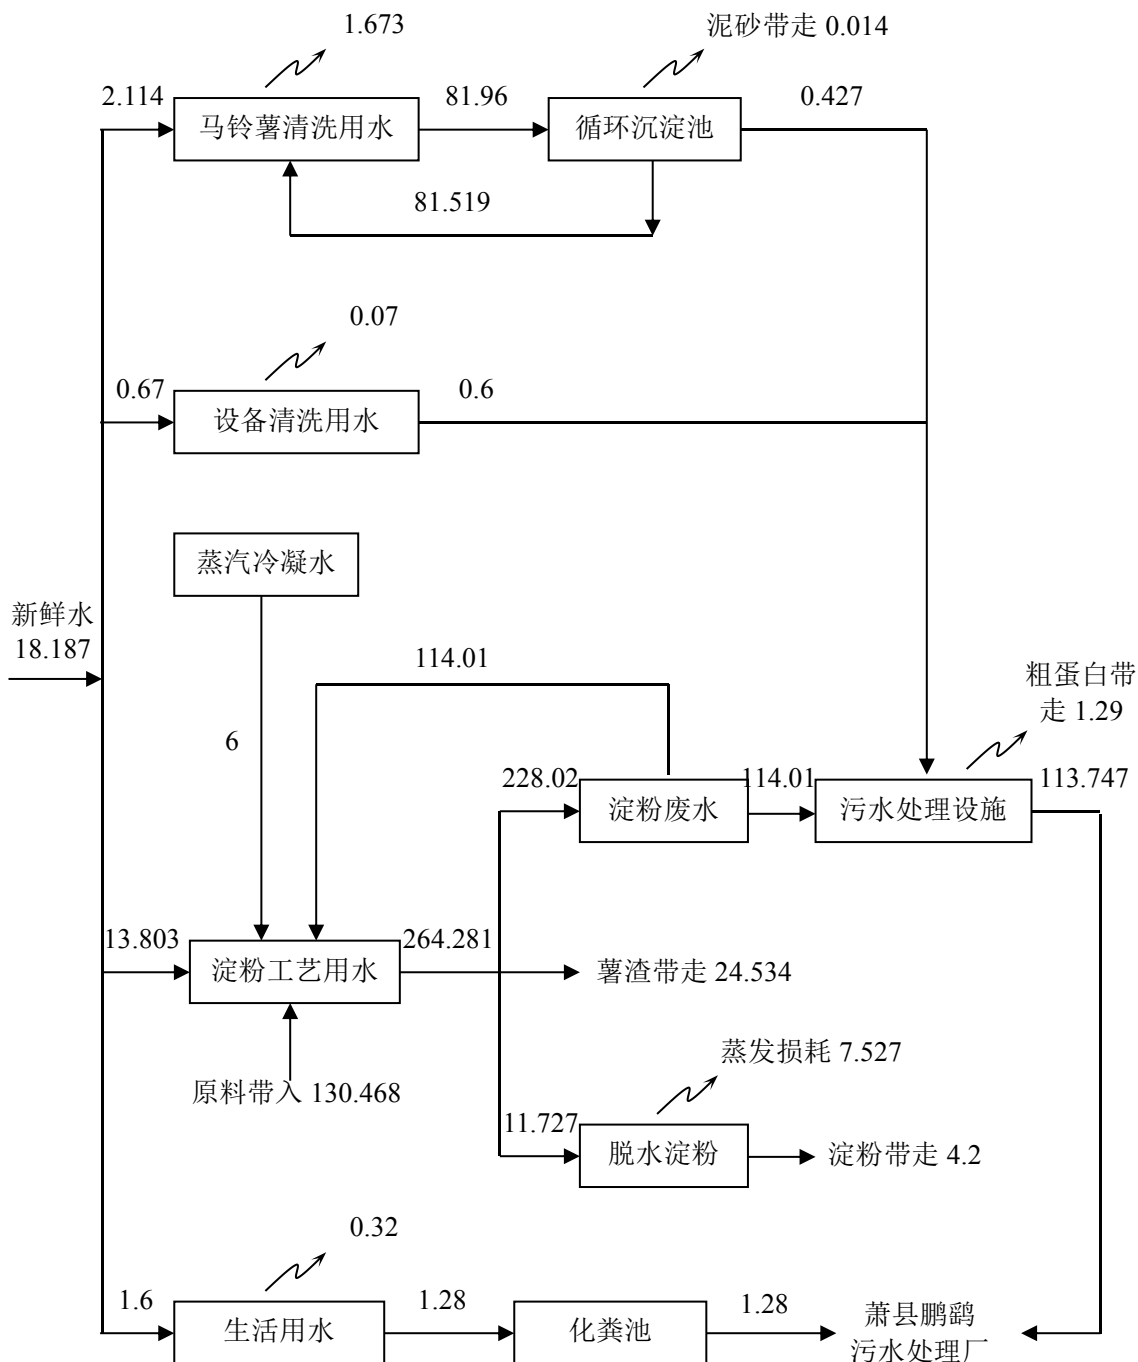 1.673
泥砂带走 0.014
2.114
81.96
0.427
马铃薯清洗用水
循环沉淀池
81.519
0.07
0.67
0.6
设备清洗用水
蒸汽冷凝水
新鲜水
18.187
114.01
粗蛋白带
走 1.29
6
228.02
114.01
113.747
淀粉废水
污水处理设施
13.803
264.281
淀粉工艺用水
薯渣带走 24.534
蒸发损耗 7.527
原料带入 130.468
11.727
脱水淀粉
淀粉带走 4.2
0.32
1.6
1.28
1.28
生活用水
化粪池
萧县鹏鹞
污水处理厂